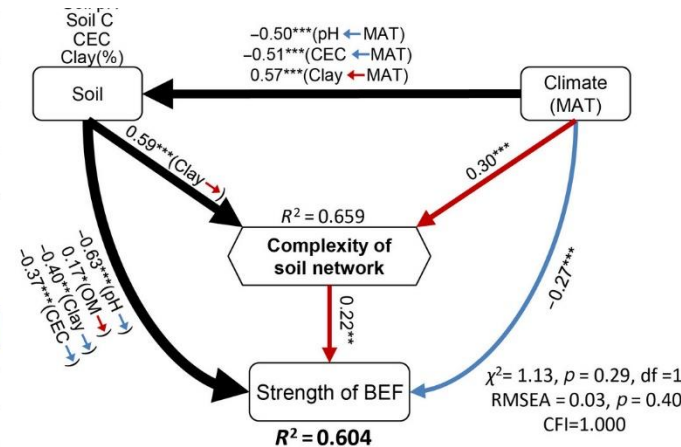 Soil C
CEC
Clay(%)
Soil
−0.50***(pH ←MAT)
−0.51***(CEC ←MAT)
0.57***(Clay ←MAT)
Climate
(MAT)
0.59***(Clay→)
0.30***
R² = 0.659
Complexity of
soil network
−0.63***(pH→)
0.17*(OM→)
−0.40**(Clay→)
−0.37***(CEC→)
0.22**
−0.27***
Strength of BEF
R² = 0.604
χ²= 1.13, p = 0.29, df =1
RMSEA = 0.03, p = 0.40
CFI=1.000